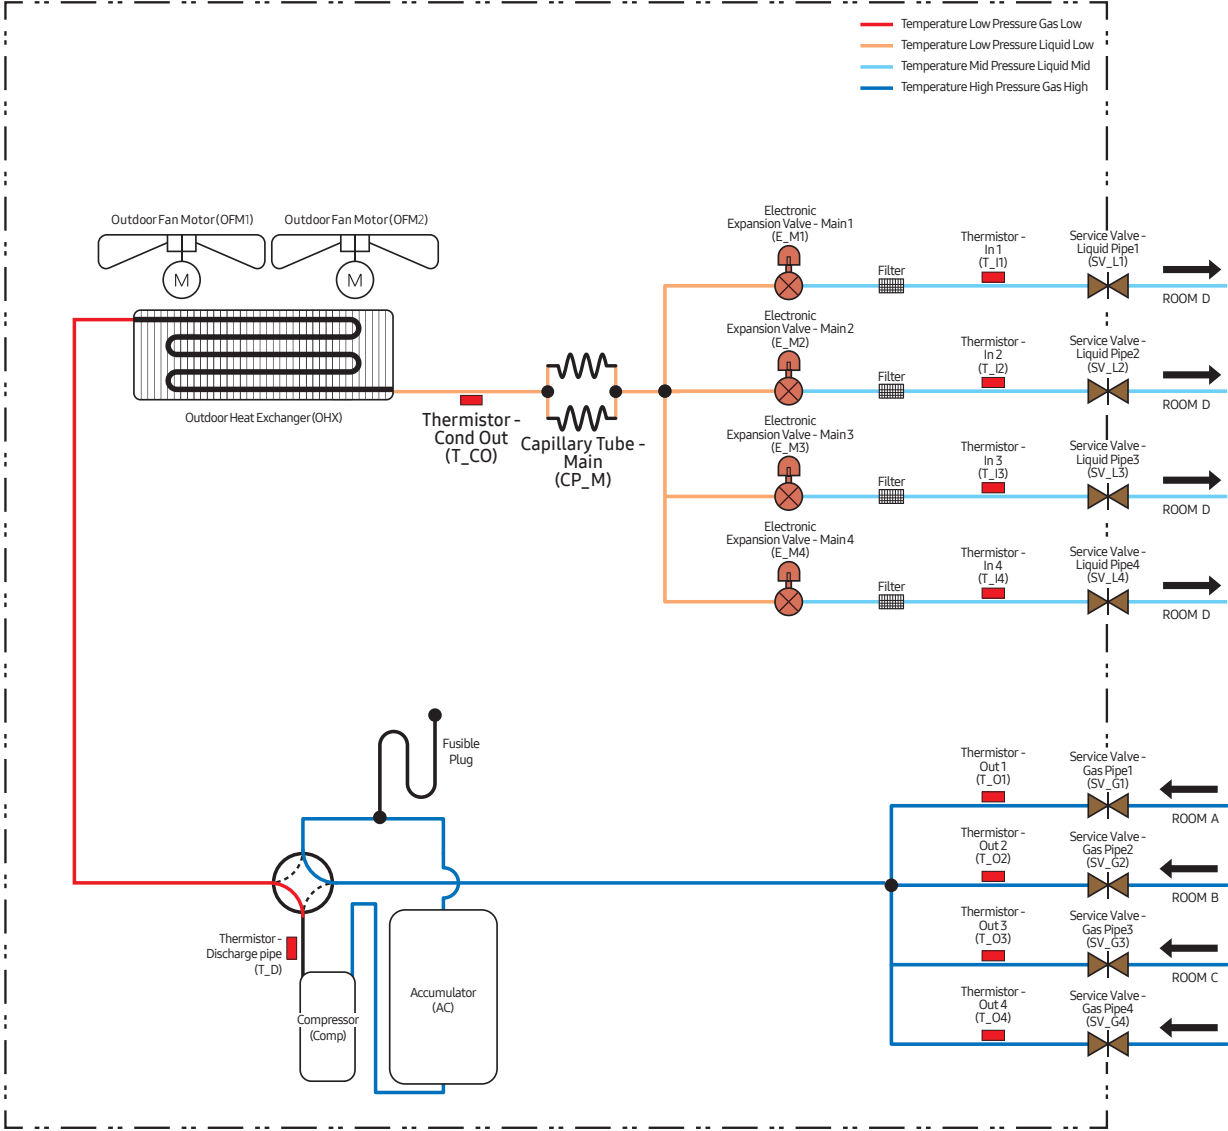 Temperature Low Pressure Gas Low
Temperature Low Pressure Liquid Low
Temperature Mid Pressure Liquid Mid
Temperature High Pressure Gas High
Outdoor Fan Motor(OFM1)
Outdoor Fan Motor(OFM2)
M
M
Outdoor Heat Exchanger(OHX)
Thermistor -
Cond Out
(T_CO)
Capillary Tube -
Main
(CP_M)
Electronic
Expansion Valve - Main 1
(E_M1)
Filter
Thermistor -
In 1
(T_I1)
Service Valve -
Liquid Pipe1
(SV_L1)
ROOM D
Electronic
Expansion Valve - Main 2
(E_M2)
Filter
Thermistor -
In 2
(T_I2)
Service Valve -
Liquid Pipe2
(SV_L2)
ROOM D
Electronic
Expansion Valve - Main 3
(E_M3)
Filter
Thermistor -
In 3
(T_I3)
Service Valve -
Liquid Pipe3
(SV_L3)
ROOM D
Electronic
Expansion Valve - Main 4
(E_M4)
Filter
Thermistor -
In 4
(T_I4)
Service Valve -
Liquid Pipe4
(SV_L4)
ROOM D
Fusible
Plug
Thermistor -
Discharge pipe
(T_D)
Compressor
(Comp)
Accumulator
(AC)
Thermistor -
Out 1
(T_O1)
Service Valve -
Gas Pipe1
(SV_G1)
ROOM A
Thermistor -
Out 2
(T_O2)
Service Valve -
Gas Pipe2
(SV_G2)
ROOM B
Thermistor -
Out 3
(T_O3)
Service Valve -
Gas Pipe3
(SV_G3)
ROOM C
Thermistor -
Out 4
(T_O4)
Service Valve -
Gas Pipe4
(SV_G4)